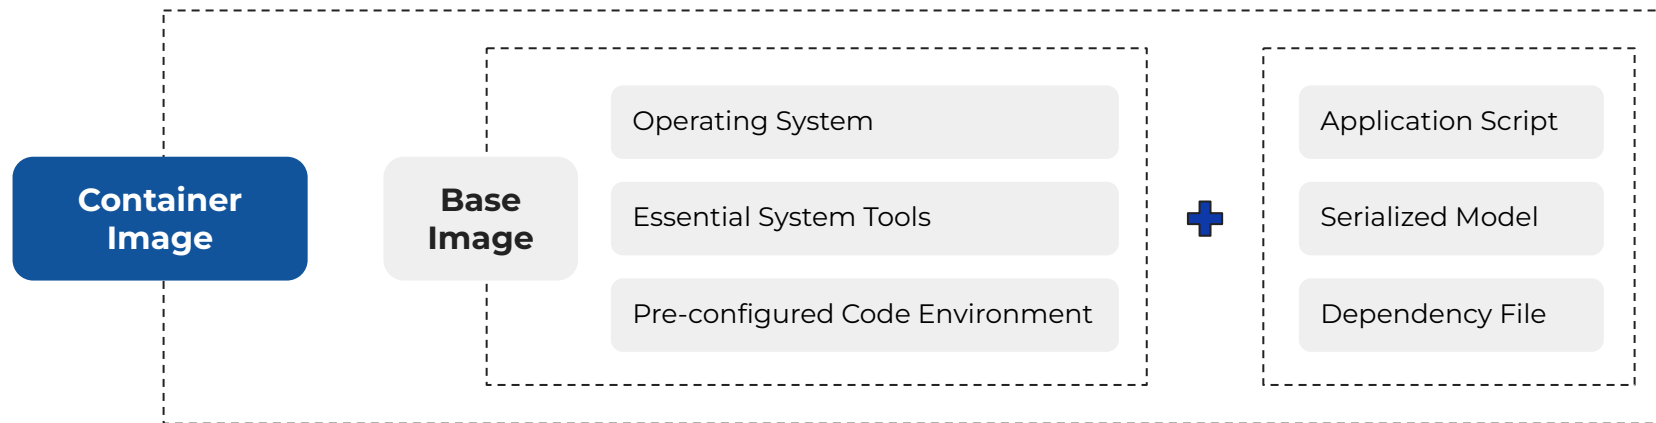 Container
Image
Base
Image
Operating System
Essential System Tools
Pre-configured Code Environment
Application Script
Serialized Model
Dependency File